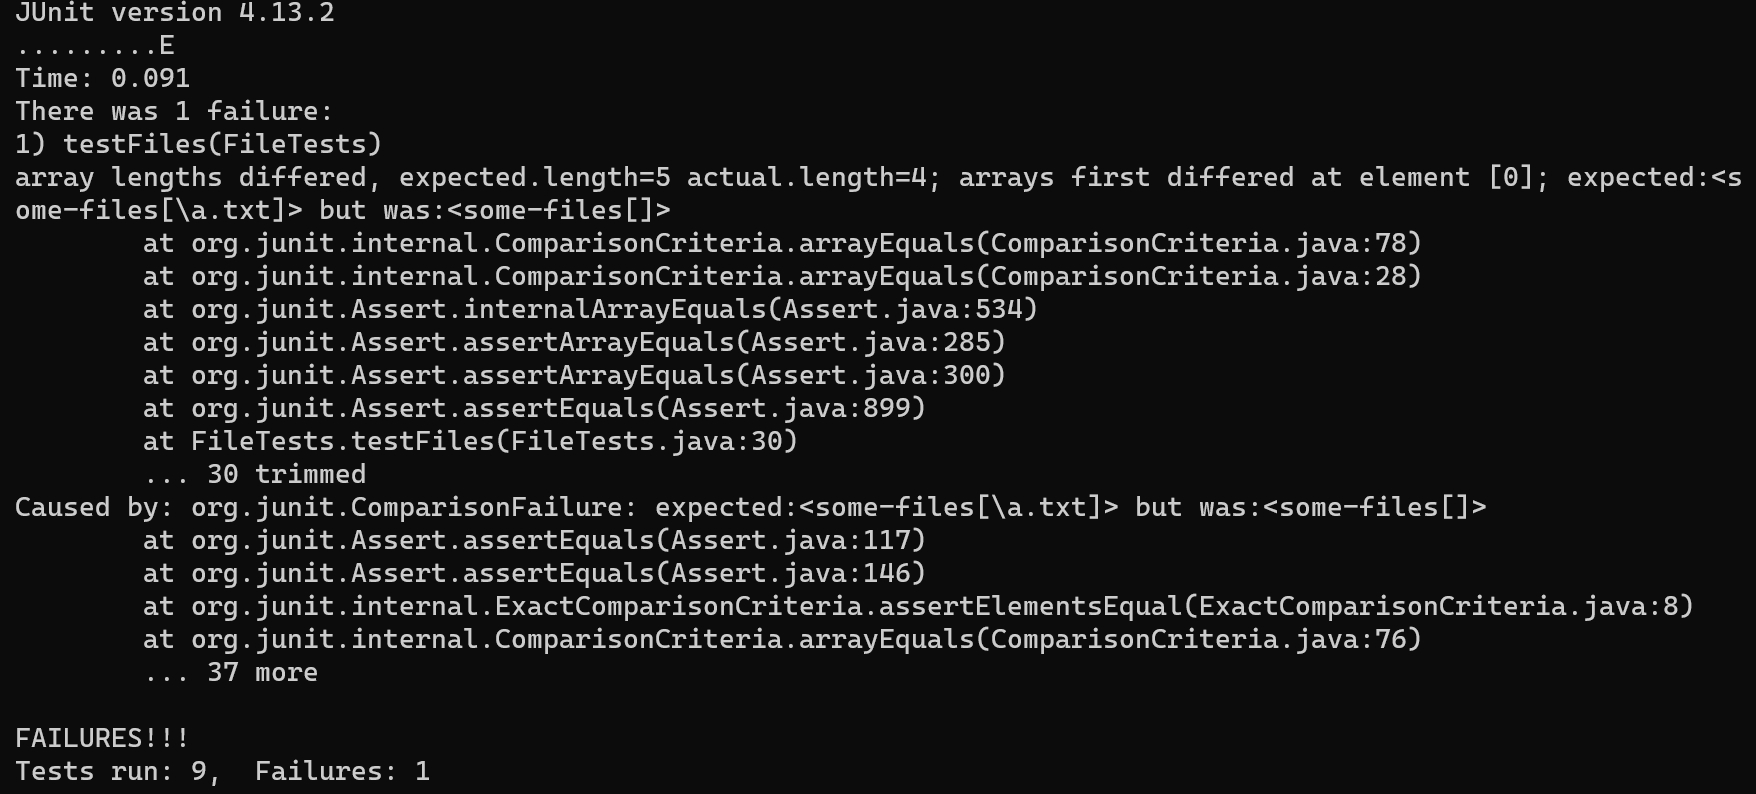 JUnit version 4.13.2
.........E
Time: 0.091
There was 1 failure:
1) testFiles(FileTests)
array lengths differed, expected.length=5 actual.length=4; arrays first differed at element [0]; expected:<s
ome-files[\a.txt]> but was:<some-files[]>
        at org.junit.internal.ComparisonCriteria.arrayEquals(ComparisonCriteria.java:78)
        at org.junit.internal.ComparisonCriteria.arrayEquals(ComparisonCriteria.java:28)
        at org.junit.Assert.internalArrayEquals(Assert.java:534)
        at org.junit.Assert.assertArrayEquals(Assert.java:285)
        at org.junit.Assert.assertArrayEquals(Assert.java:300)
        at org.junit.Assert.assertEquals(Assert.java:899)
        at FileTests.testFiles(FileTests.java:30)
        ... 30 trimmed
Caused by: org.junit.ComparisonFailure: expected:<some-files[\a.txt]> but was:<some-files[]>
        at org.junit.Assert.assertEquals(Assert.java:117)
        at org.junit.Assert.assertEquals(Assert.java:146)
        at org.junit.internal.ExactComparisonCriteria.assertElementsEqual(ExactComparisonCriteria.java:8)
        at org.junit.internal.ComparisonCriteria.arrayEquals(ComparisonCriteria.java:76)
        ... 37 more

FAILURES!!!
Tests run: 9,  Failures: 1